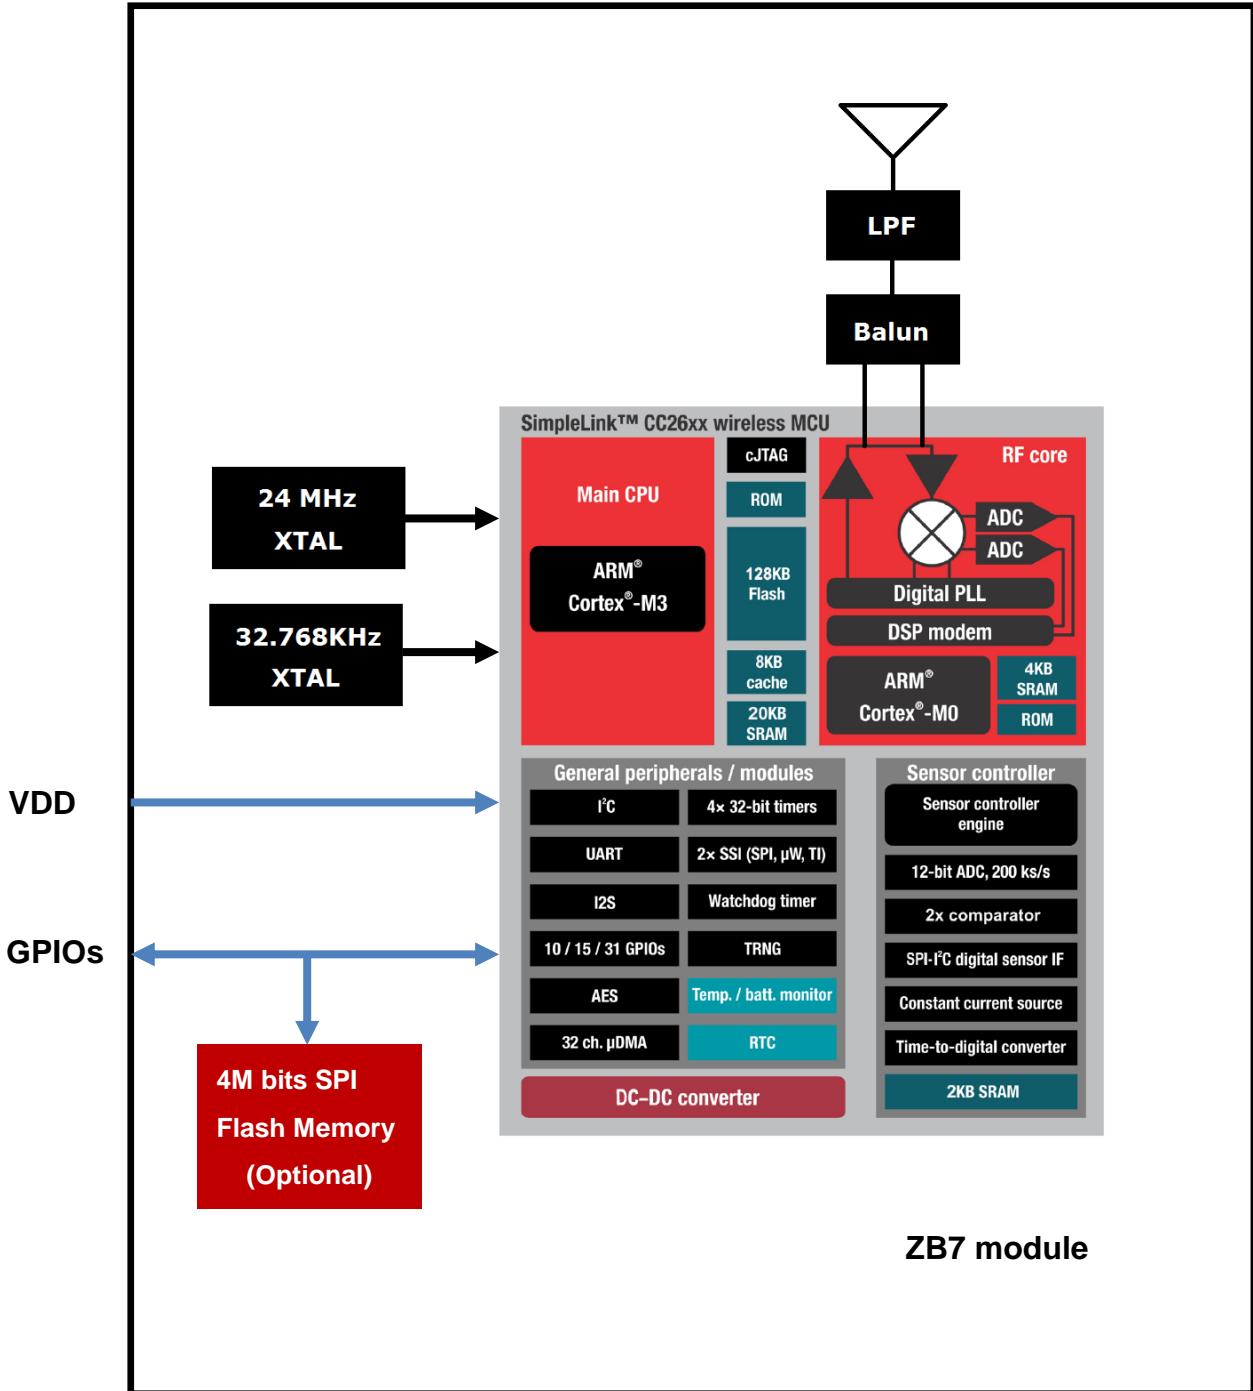 LPF
Balun
SimpleLink™ CC26xx wireless MCU
24 MHz
XTAL
32.768KHz
XTAL
Main CPU
ARM®
Cortex®-M3
cJTAG
ROM
128KB
Flash
8KB
cache
20KB
SRAM
RF core
ADC
ADC
Digital PLL
DSP modem
ARM®
Cortex®-M0
4KB
SRAM
ROM
VDD
GPIOs
General peripherals / modules
I²C
4× 32-bit timers
UART
2× SSI (SPI, µW, TI)
I2S
Watchdog timer
10 / 15 / 31 GPIOs
TRNG
AES
Temp. / batt. monitor
32 ch. µDMA
RTC
DC–DC converter
Sensor controller
Sensor controller
engine
12-bit ADC, 200 ks/s
2x comparator
SPI-I²C digital sensor IF
Constant current source
Time-to-digital converter
2KB SRAM
4M bits SPI
Flash Memory
(Optional)
ZB7 module